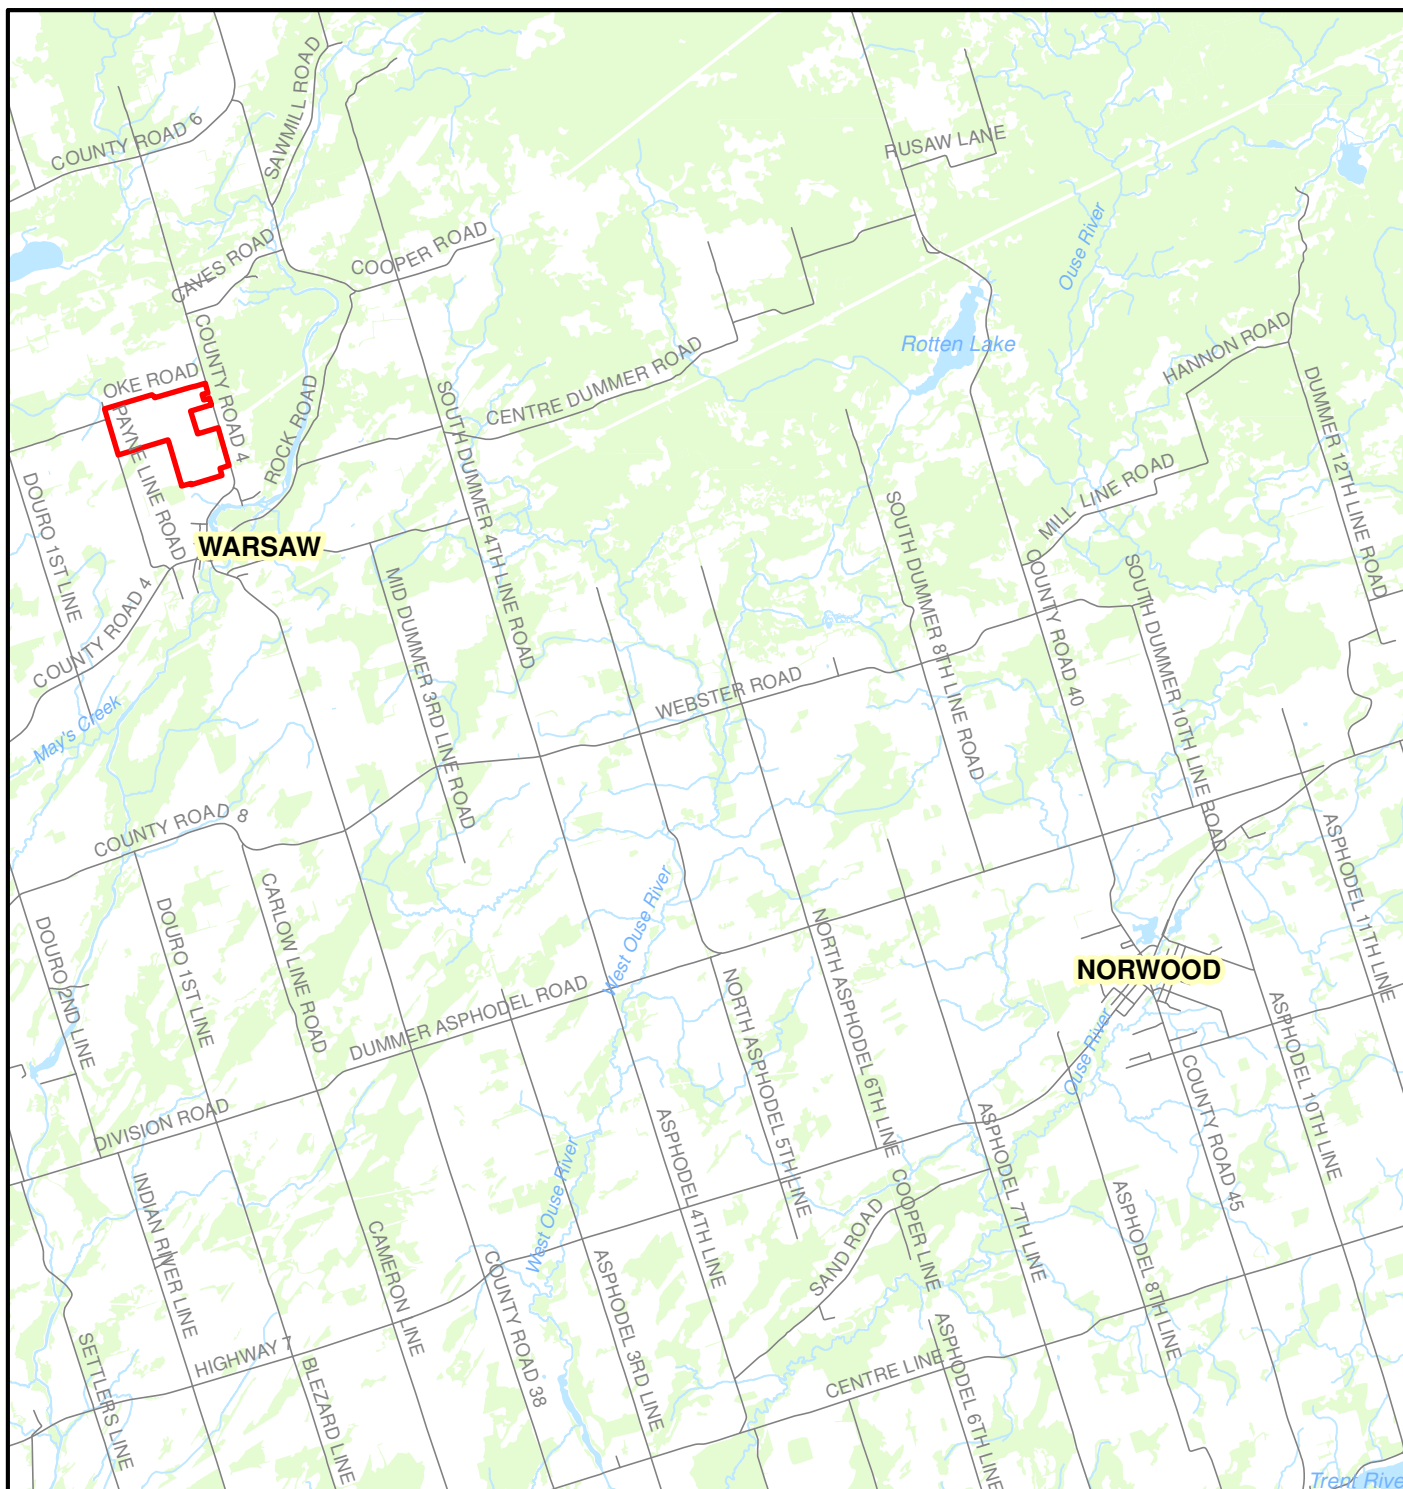 SAWMILL ROAD
COUNTY ROAD 6
RUSAW LANE
Ouse River
CAVES ROAD
COOPER ROAD
COUNTY ROAD 4
Rotten Lake
HANNON ROAD
OKE ROAD
CENTRE DUMMER ROAD
ROCK ROAD
PAYNE LINE ROAD
SOUTH DUMMER 4TH LINE ROAD
DUMMER 12TH LINE ROAD
DOURO 1ST LINE
MILL LINE ROAD
SOUTH DUMMER 8TH LINE ROAD
WARSAW
COUNTY ROAD 4
MID DUMMER 3RD LINE ROAD
COUNTY ROAD 40
SOUTH DUMMER 10TH LINE ROAD
WEBSTER ROAD
May's Creek
COUNTY ROAD 8
ASPHODEL 11TH LINE
CARLOW LINE ROAD
DOURO 1ST LINE
DOURO 2ND LINE
West Ouse River
NORTH ASPHODEL 6TH LINE
NORWOOD
NORTH ASPHODEL 5TH LINE
DUMMER ASPHODEL ROAD
ASPHODEL 10TH LINE
Ouse River
COUNTY ROAD 45
DIVISION ROAD
ASPHODEL 4TH LINE
ASPHODEL 7TH LINE
West Ouse River
INDIAN RIVER LINE
COOPER LINE
SAND ROAD
ASPHODEL 8TH LINE
CAMERON LINE
COUNTY ROAD 38
ASPHODEL 3RD LINE
SETTLERS LINE
HIGHWAY 7
BLEZARD LINE
CENTRE LINE
ASPHODEL 6TH LINE
Trent Rive